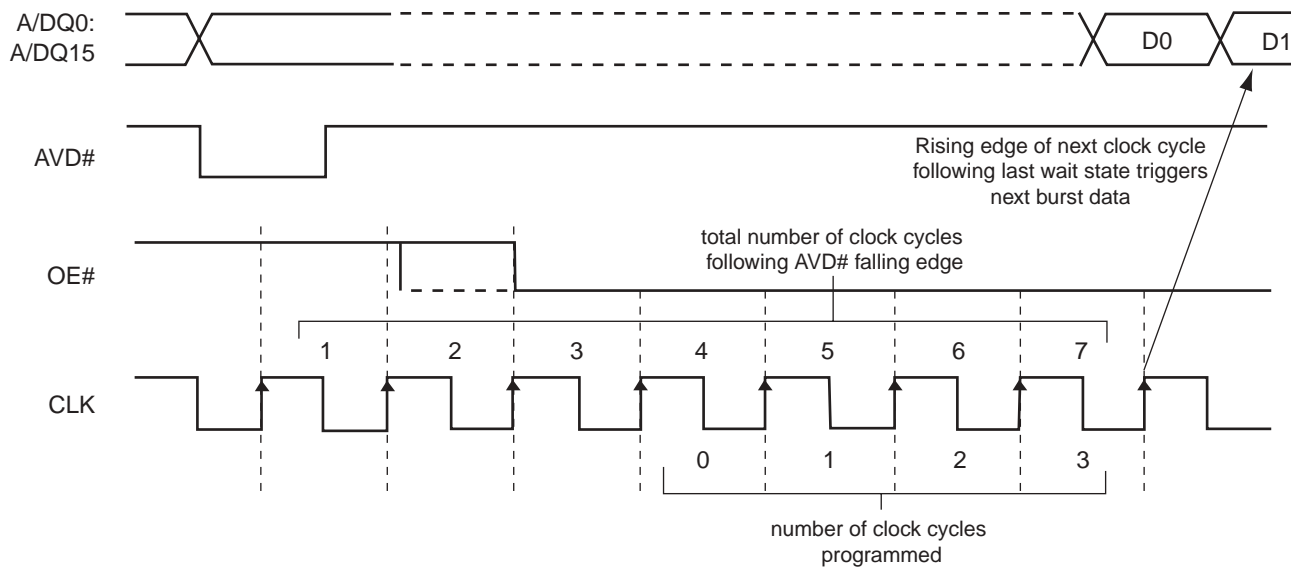 A/DQ0:
A/DQ15
D0
D1
AVD#
Rising edge of next clock cycle
following last wait state triggers
next burst data
OE#
total number of clock cycles
following AVD# falling edge
1 2 3 4 5 6 7
CLK
0 1 2 3
number of clock cycles
programmed